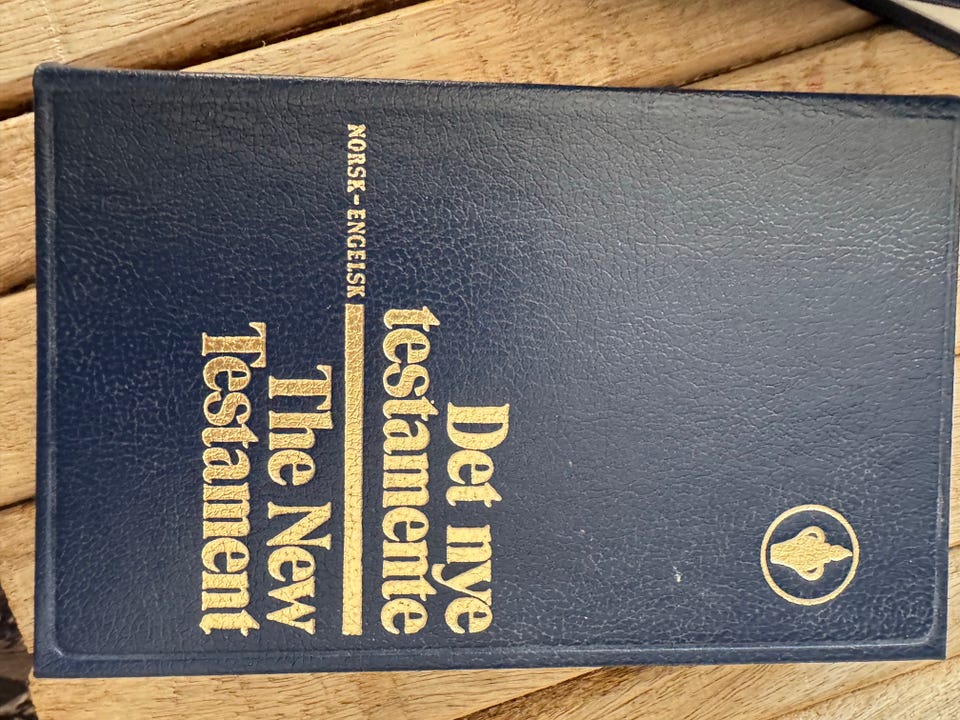 Det nye
testamente
NORSK-ENGELSK
The New
Testament